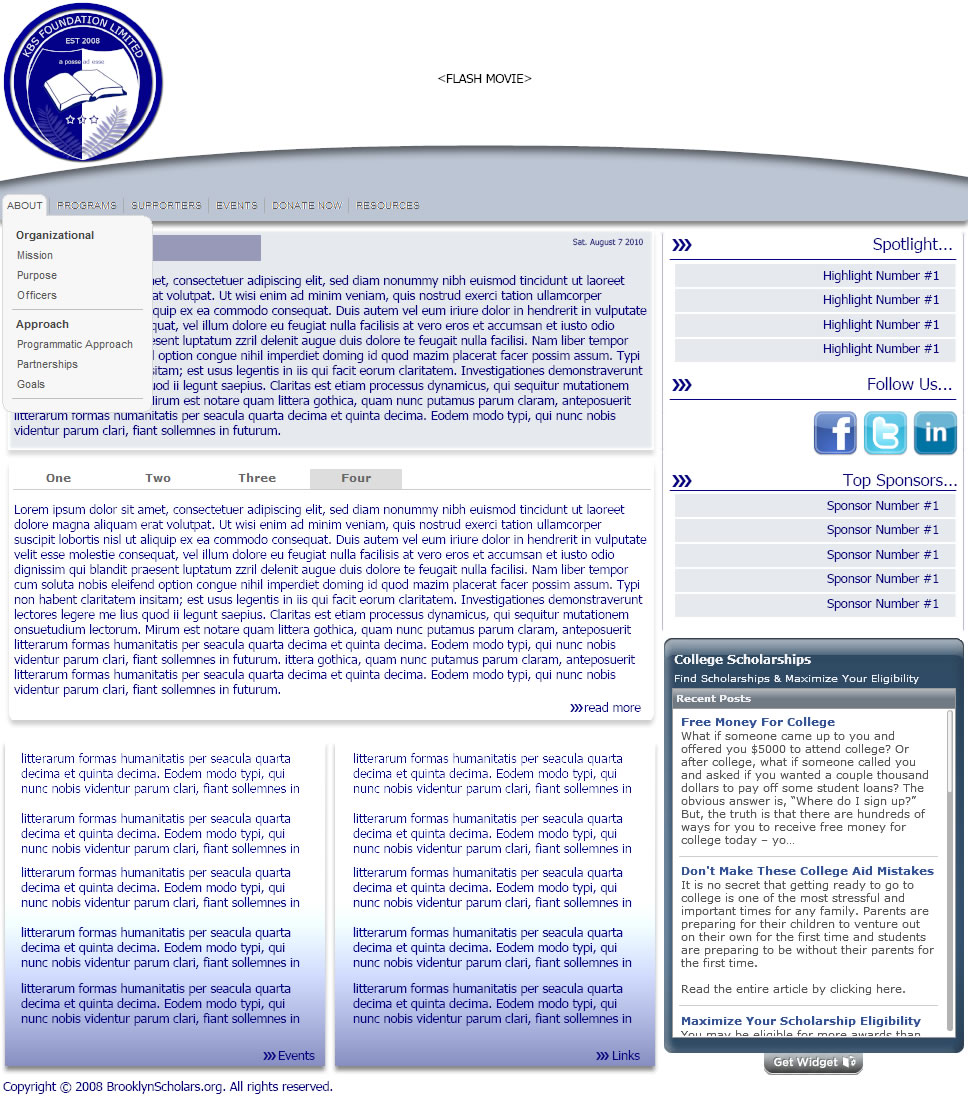 KBS FOUNDATION LIMITED
EST 2008
a posse ad esse
<FLASH MOVIE>
ABOUT
PROGRAMS
SUPPORTERS
EVENTS
DONATE NOW
RESOURCES
Organizational
Mission
Purpose
Officers
Approach
Programmatic Approach
Partnerships
Goals
Sat. August 7 2010
met, consectetuer adipiscing elit, sed diam nonummy nibh euismod tincidunt ut laoreet
at volutpat. Ut wisi enim ad minim veniam, quis nostrud exerci tation ullamcorper
aliquip ex ea commodo consequat. Duis autem vel eum iriure dolor in hendrerit in vulputate
quat, vel illum dolore eu feugiat nulla facilisis at vero eros et accumsan et iusto odio
esent luptatum zzril delenit augue duis dolore te feugait nulla facilisi. Nam liber tempor
option congue nihil imperdiet doming id quod mazim placerat facer possim assum. Typi
sitam; est usus legentis in iis qui facit eorum claritatem. Investigationes demonstraverunt
uod ii legunt saepius. Claritas est etiam processus dynamicus, qui sequitur mutationem
lirum est notare quam littera gothica, quam nunc putamus parum claram, anteposuerit
litterarum formas humanitatis per seacula quarta decima et quinta decima. Eodem modo typi, qui nunc nobis
videntur parum clari, fiant sollemnes in futurum.
One
Two
Three
Four
Lorem ipsum dolor sit amet, consectetuer adipiscing elit, sed diam nonummy nibh euismod tincidunt ut laoreet
dolore magna aliquam erat volutpat. Ut wisi enim ad minim veniam, quis nostrud exerci tation ullamcorper
suscipit lobortis nisl ut aliquip ex ea commodo consequat. Duis autem vel eum iriure dolor in hendrerit in vulputate
velit esse molestie consequat, vel illum dolore eu feugiat nulla facilisis at vero eros et accumsan et iusto odio
dignissim qui blandit praesent luptatum zzril delenit augue duis dolore te feugait nulla facilisi. Nam liber tempor
cum soluta nobis eleifend option congue nihil imperdiet doming id quod mazim placerat facer possim assum. Typi
non habent claritatem insitam; est usus legentis in iis qui facit eorum claritatem. Investigationes demonstraverunt
lectores legere me lius quod ii legunt saepius. Claritas est etiam processus dynamicus, qui sequitur mutationem
onsuetudium lectorum. Mirum est notare quam littera gothica, quam nunc putamus parum claram, anteposuerit
litterarum formas humanitatis per seacula quarta decima et quinta decima. Eodem modo typi, qui nunc nobis
videntur parum clari, fiant sollemnes in futurum. ittera gothica, quam nunc putamus parum claram, anteposuerit
litterarum formas humanitatis per seacula quarta decima et quinta decima. Eodem modo typi, qui nunc nobis
videntur parum clari, fiant sollemnes in futurum.
read more
litterarum formas humanitatis per seacula quarta
decima et quinta decima. Eodem modo typi, qui
nunc nobis videntur parum clari, fiant sollemnes in
litterarum formas humanitatis per seacula quarta
decima et quinta decima. Eodem modo typi, qui
nunc nobis videntur parum clari, fiant sollemnes in
litterarum formas humanitatis per seacula quarta
decima et quinta decima. Eodem modo typi, qui
nunc nobis videntur parum clari, fiant sollemnes in
litterarum formas humanitatis per seacula quarta
decima et quinta decima. Eodem modo typi, qui
nunc nobis videntur parum clari, fiant sollemnes in
litterarum formas humanitatis per seacula quarta
decima et quinta decima. Eodem modo typi, qui
nunc nobis videntur parum clari, fiant sollemnes in
Events
litterarum formas humanitatis per seacula quarta
decima et quinta decima. Eodem modo typi, qui
nunc nobis videntur parum clari, fiant sollemnes in
litterarum formas humanitatis per seacula quarta
decima et quinta decima. Eodem modo typi, qui
nunc nobis videntur parum clari, fiant sollemnes in
litterarum formas humanitatis per seacula quarta
decima et quinta decima. Eodem modo typi, qui
nunc nobis videntur parum clari, fiant sollemnes in
litterarum formas humanitatis per seacula quarta
decima et quinta decima. Eodem modo typi, qui
nunc nobis videntur parum clari, fiant sollemnes in
litterarum formas humanitatis per seacula quarta
decima et quinta decima. Eodem modo typi, qui
nunc nobis videntur parum clari, fiant sollemnes in
Links
Spotlight...
Highlight Number #1
Highlight Number #1
Highlight Number #1
Highlight Number #1
Follow Us...
f
t
in
Top Sponsors...
Sponsor Number #1
Sponsor Number #1
Sponsor Number #1
Sponsor Number #1
Sponsor Number #1
College Scholarships
Find Scholarships & Maximize Your Eligibility
Recent Posts
Free Money For College
What if someone came up to you and
offered you $5000 to attend college? Or
after college, what if someone called you
and asked if you wanted a couple thousand
dollars to pay off some student loans? The
obvious answer is, “Where do I sign up?”
But, the truth is that there are hundreds of
ways for you to receive free money for
college today – yo...
Don't Make These College Aid Mistakes
It is no secret that getting ready to go to
college is one of the most stressful and
important times for any family. Parents are
preparing for their children to venture out
on their own for the first time and students
are preparing to be without their parents for
the first time.
Read the entire article by clicking here.
Maximize Your Scholarship Eligibility
You may be eligible for more awards than
Get Widget
Copyright © 2008 BrooklynScholars.org. All rights reserved.